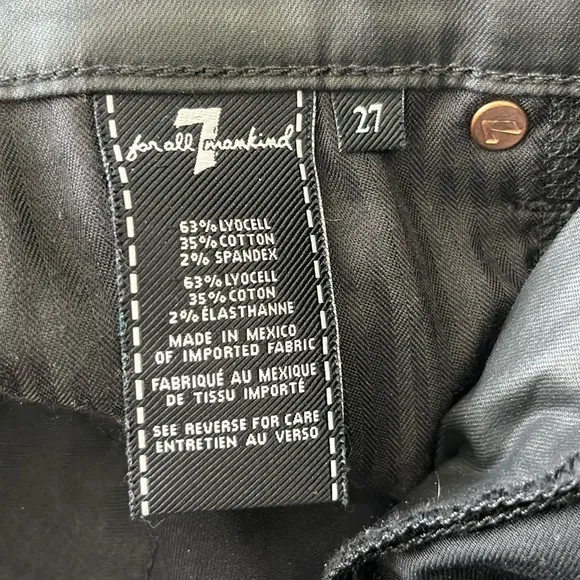 7
for all mankind
27
63% LYOCELL
35% COTTON
2% SPANDEX
63% LYOCELL
35% COTON
2% ÉLASTHANNE
MADE IN MEXICO
OF IMPORTED FABRIC
FABRIQUÉ AU MEXIQUE
DE TISSU IMPORTÉ
SEE REVERSE FOR CARE
ENTRETIEN AU VERSO
7